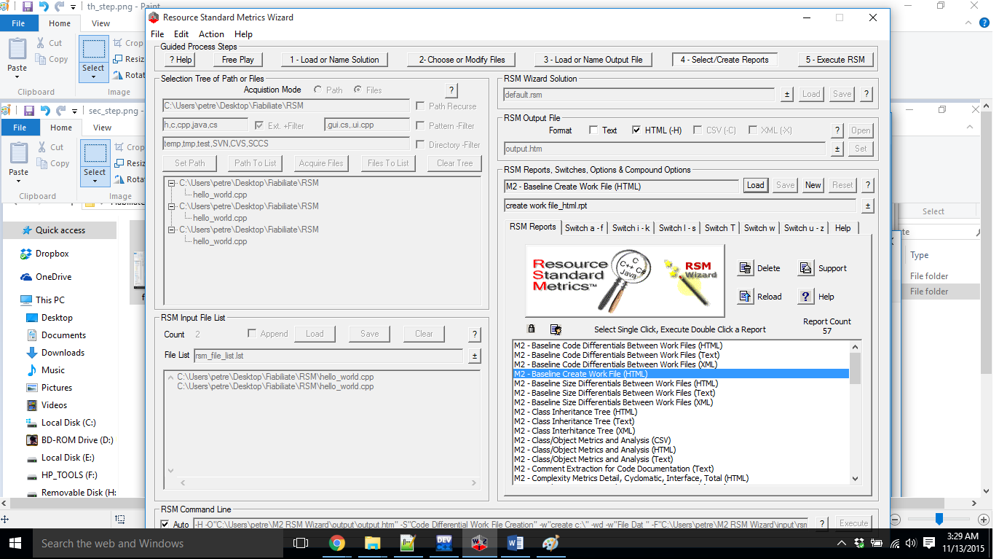 th_step.png - Paint
File Home View
Cut
Copy
Paste
Select
Crop
Resiz
Rotat
Clipboard
Image
sec_step.png -
File Home View
Cut
Copy
Paste
Select
Crop
Resiz
Rotat
Clipboard
Image
Quick access
Dropbox
OneDrive
This PC
Desktop
Documents
Downloads
Music
Pictures
Videos
Local Disk (C:)
BD-ROM Drive (D:)
Local Disk (E:)
HP_TOOLS (F:)
Removable Disk (H:
Resource Standard Metrics Wizard
File Edit Action Help
Guided Process Steps
? Help Free Play 1 - Load or Name Solution 2- Choose or Modify Files 3 - Load or Name Output File 4 - Select/Create Reports 5 - Execute RSM
Selection Tree of Path or Files
Acquistion Mode Path Files ?
C:\Users\petre\Desktop\Fiabiliate\RSM Path Recurse
h,c,cpp,java,cs Ext. +Filter .gui.cs,.ui.cpp Pattern -Filter
temp,tmp,test,SVN,CVS,SCCS Directory -Filter
Set Path Path To List Acquire Files Files To List Clear Tree
C:\Users\petre\Desktop\Fiabiliate\RSM
hello_world.cpp
C:\Users\petre\Desktop\Fiabiliate\RSM
hello_world.cpp
C:\Users\petre\Desktop\Fiabiliate\RSM
hello_world.cpp
RSM Input File List
Count 2 Append Load Save Clear ?
File List rsm_file_list.lst ±
C:\Users\petre\Desktop\Fiabiliate\RSM\hello_world.cpp
C:\Users\petre\Desktop\Fiabiliate\RSM\hello_world.cpp
RSM Wizard Solution
default.rsm ± Load Save ?
RSM Output File
Format Text HTML (-H) CSV (-C) XML (-X) ? Open
output.htm ± Set
RSM Reports, Switches, Options & Compound Options
M2 - Baseline Create Work File (HTML) Load Save New Reset ?
create work file_html.rpt ±
RSM Reports Switch a - f Switch i - k Switch l - s Switch T Switch w Switch u - z Help
Resource
Standard
Metrics™
C
C++ C#
Java
RSM
Wizard
Delete Support
Reload ? Help
Select Single Click, Execute Double Click a Report
Report Count
57
M2 - Baseline Code Differentials Between Work Files (HTML)
M2 - Baseline Code Differentials Between Work Files (Text)
M2 - Baseline Code Differentials Between Work Files (XML)
M2 - Baseline Create Work File (HTML)
M2 - Baseline Size Differentials Between Work Files (HTML)
M2 - Baseline Size Differentials Between Work Files (Text)
M2 - Baseline Size Differentials Between Work Files (XML)
M2 - Class Inheritance Tree (HTML)
M2 - Class Inheritance Tree (Text)
M2 - Class Interhitance Tree (XML)
M2 - Class/Object Metrics and Analysis (CSV)
M2 - Class/Object Metrics and Analysis (HTML)
M2 - Class/Object Metrics and Analysis (Text)
M2 - Comment Extraction for Code Documentation (Text)
M2 - Complexity Metrics Detail, Cyclomatic, Interface, Total (HTML)
RSM Command Line
Auto -H -O"C:\Users\petre\M2 RSM Wizard\output\output.htm" -S"Code Differential Work File Creation" -w"create c:\" -wd -w"File Dat " -F"C:\Users\petre\M2 RSM Wizard\input\rsm ? Execute
Select
Type
File folder
File folder
Search the web and Windows
DEV
3:29 AM
11/13/2015